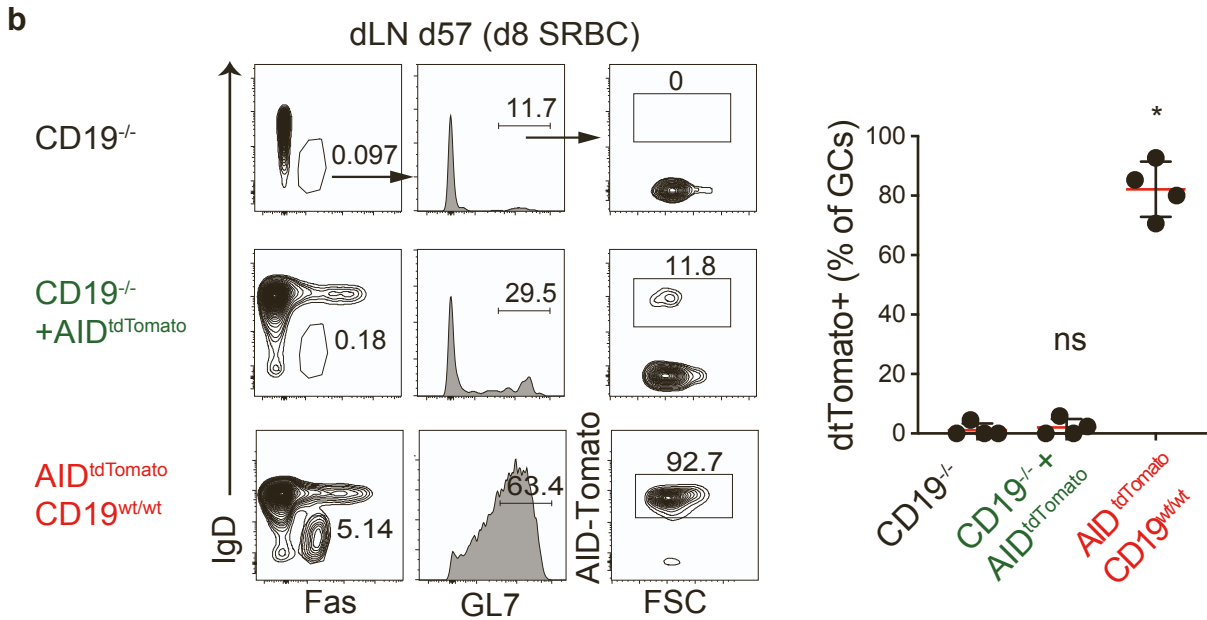 b
dLN d57 (d8 SRBC)
CD19-/-
0.097
11.7
0
CD19-/-
+AIDtdTomato
0.18
29.5
11.8
AIDtdTomato
CD19wt/wt
5.14
63.4
92.7
IgD
AID-Tomato
Fas
GL7
FSC
dtTomato+ (% of GCs)
100
80
60
40
20
0
*
ns
CD19-/-
CD19-/- +
AIDtdTomato
AIDtdTomato
CD19wt/wt